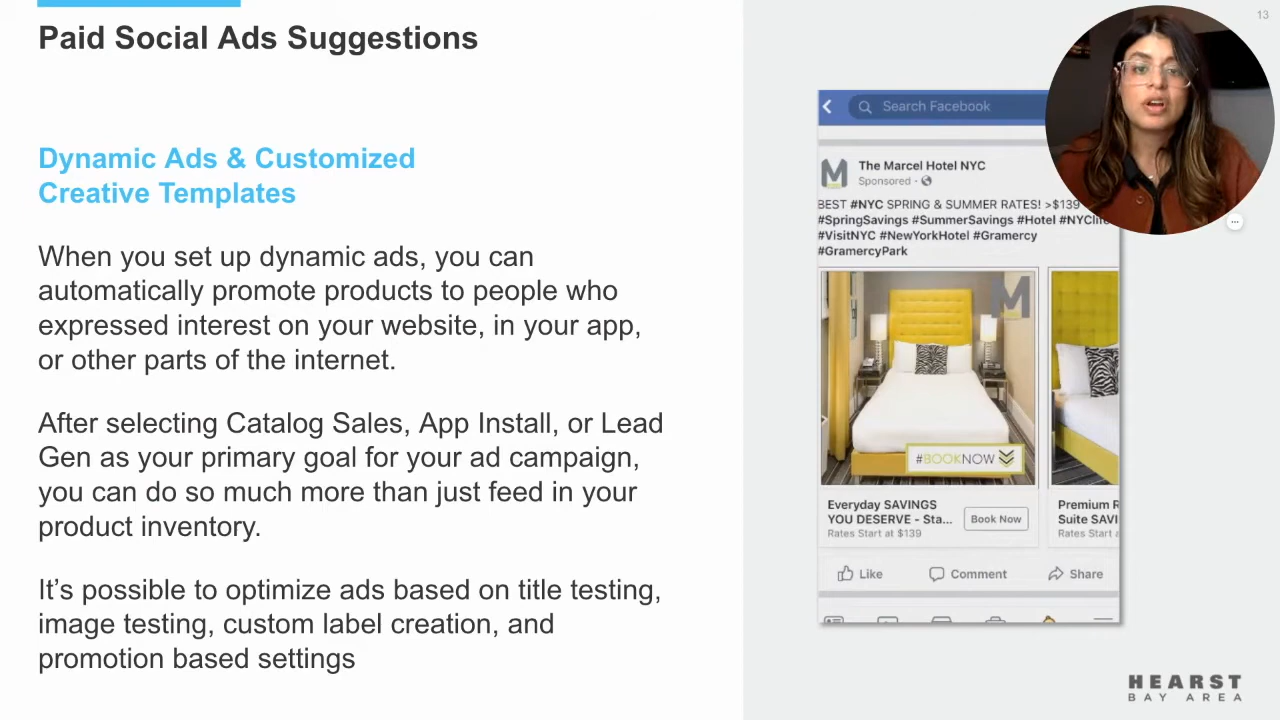 13
Paid Social Ads Suggestions
Dynamic Ads & Customized
Creative Templates
When you set up dynamic ads, you can
automatically promote products to people who
expressed interest on your website, in your app,
or other parts of the internet.
After selecting Catalog Sales, App Install, or Lead
Gen as your primary goal for your ad campaign,
you can do so much more than just feed in your
product inventory.
It’s possible to optimize ads based on title testing,
image testing, custom label creation, and
promotion based settings
Search Facebook
M
The Marcel Hotel NYC
Sponsored ·
BEST #NYC SPRING & SUMMER RATES! >$139
#SpringSavings #SummerSavings #Hotel
#VisitNYC #NewYorkHotel #Gramercy
#GramercyPark
M
#BOOKNOW
Everyday SAVINGS
YOU DESERVE - Sta...
Rates Start at $139
Book Now
Premium
Suite
Rates Start
Like
Comment
Share
HEARST
BAY AREA